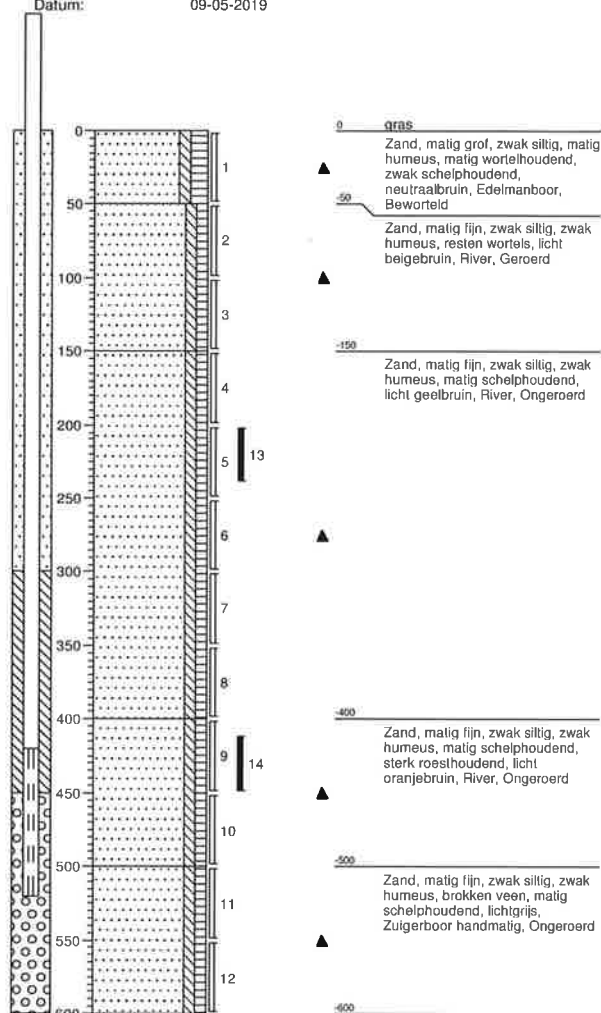 Datum: 09-05-2019
0
50
100
150
200
250
300
350
400
450
500
550
600
1
2
3
4
5
6
7
8
9
10
11
12
13
14
0 gras
Zand, matig grof, zwak siltig, matig
humeus, matig wortelhoudend,
zwak schelphoudend,
neutraalbruin, Edelmanboor,
Beworteld
-50
Zand, matig fijn, zwak siltig, zwak
humeus, resten wortels, licht
beigebruin, River, Geroerd
-150
Zand, matig fijn, zwak siltig, zwak
humeus, matig schelphoudend,
licht geelbruin, River, Ongeroerd
-400
Zand, matig fijn, zwak siltig, zwak
humeus, matig schelphoudend,
sterk roesthoudend, licht
oranjebruin, River, Ongeroerd
-500
Zand, matig fijn, zwak siltig, zwak
humeus, brokken veen, matig
schelphoudend, lichtgrijs,
Zuigerboor handmatig, Ongeroerd
-600